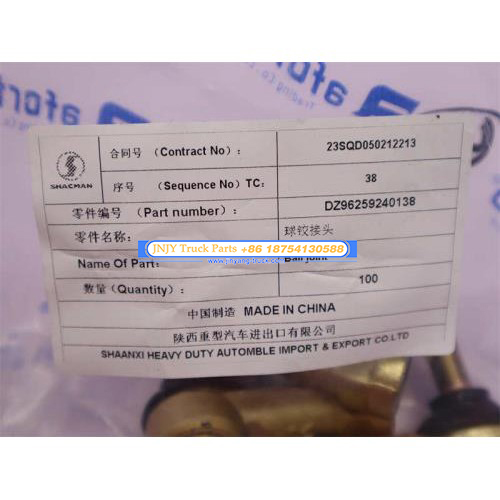 SHACMAN
合同号 （Contract No）： 23SQD050212213
序号 （Sequence No）TC： 38
零件编号 （Part number）： DZ96259240138
零件名称： 球铰接头
JNJY Truck Parts +86 18754130588
Name Of Part： Ball joint
数量（Quantity）： 100
中国制造 MADE IN CHINA
陕西重型汽车进出口有限公司
SHAANXI HEAVY DUTY AUTOMBLE IMPORT & EXPORT CO.LTD